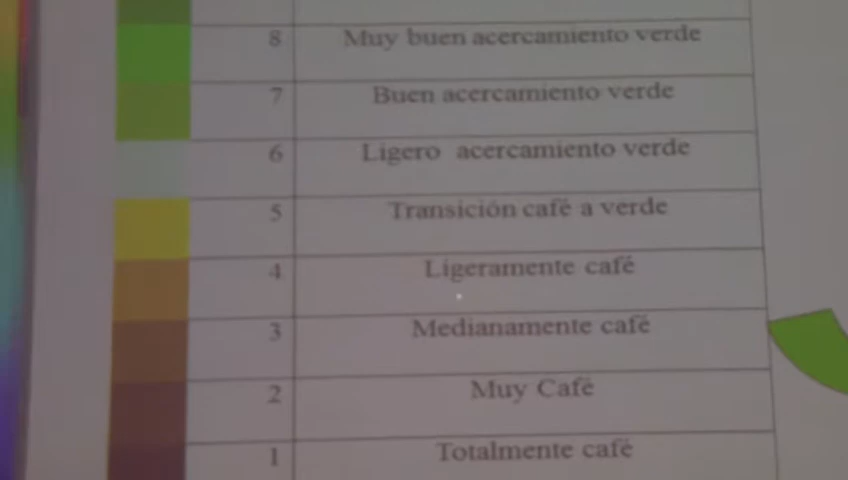 8 Muy buen acercamiento verde
7 Buen acercamiento verde
6 Ligero acercamiento verde
5 Transición café a verde
4 Ligeramente café
3 Medianamente café
2 Muy Café
1 Totalmente café